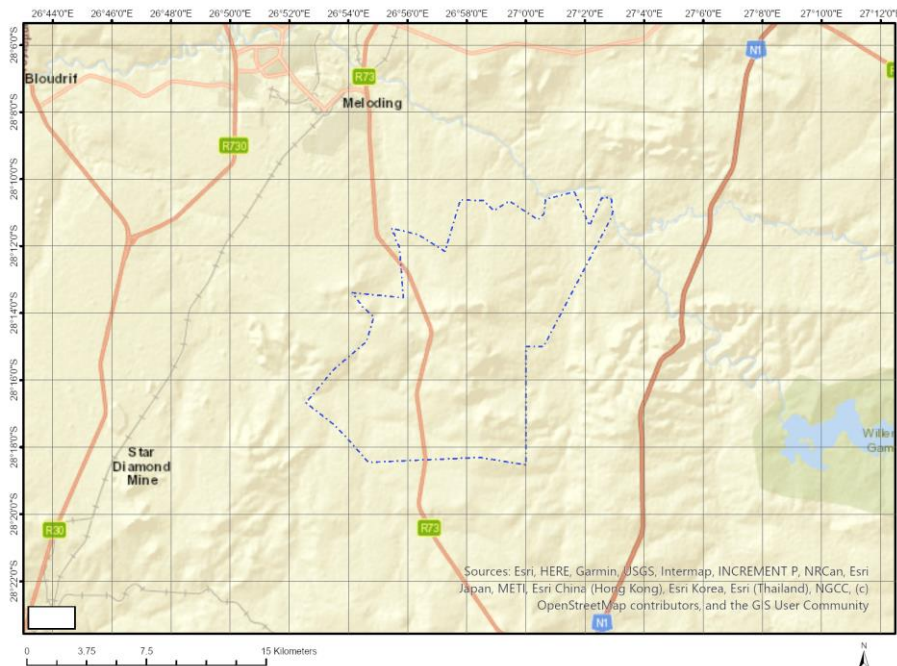 26°44'0"E 26°46'0"E 26°48'0"E 26°50'0"E 26°52'0"E 26°54'0"E 26°56'0"E 26°58'0"E 27°0'0"E 27°2'0"E 27°4'0"E 27°6'0"E 27°8'0"E 27°10'0"E 27°12'0"E
28°6'0"S
N1
R73
Bloudrif
Meloding
28°8'0"S
R730
28°10'0"S
28°12'0"S
28°14'0"S
28°16'0"S
28°18'0"S
Star
Diamond
Mine
Willem
Gam
28°20'0"S
R30
R73
28°22'0"S
Sources: Esri, HERE, Garmin, USGS, Intermap, INCREMENT P, NRCan, Esri
Japan, METI, Esri China (Hong Kong), Esri Korea, Esri (Thailand), NGCC, (c)
OpenStreetMap contributors, and the GIS User Community
N1
0 3.75 7.5 15 Kilometers
N